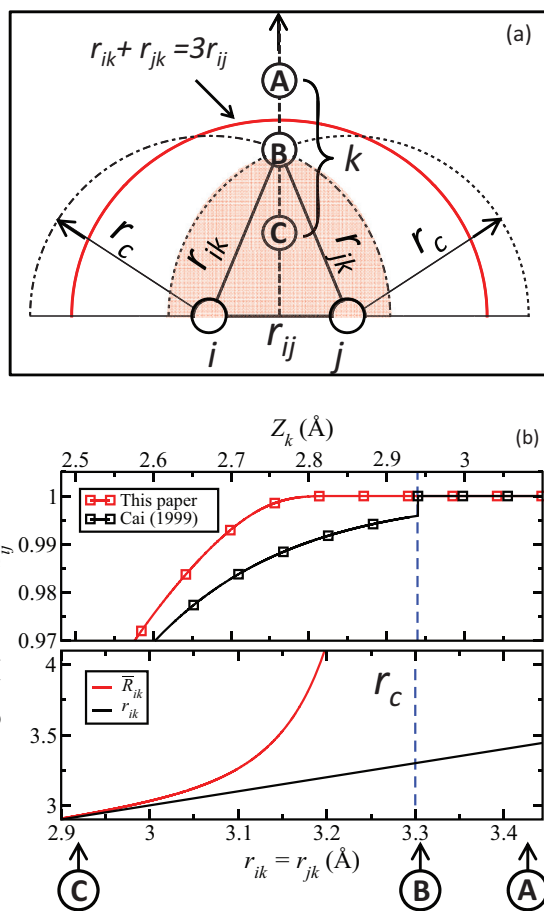 (a)
r_ik + r_jk = 3r_ij
A
B
k
C
r_c
r_ik
r_jk
r_c
i
r_ij
j
Z_k (Å)
(b)
2.5 2.6 2.7 2.8 2.9 3
1
This paper
Cai (1999)
0.99
0.98
0.97
ij
4
R̅_ik
r_ik
r_c
3.5
3
2.9 3 3.1 3.2 3.3 3.4
r_ik = r_jk (Å)
C B A